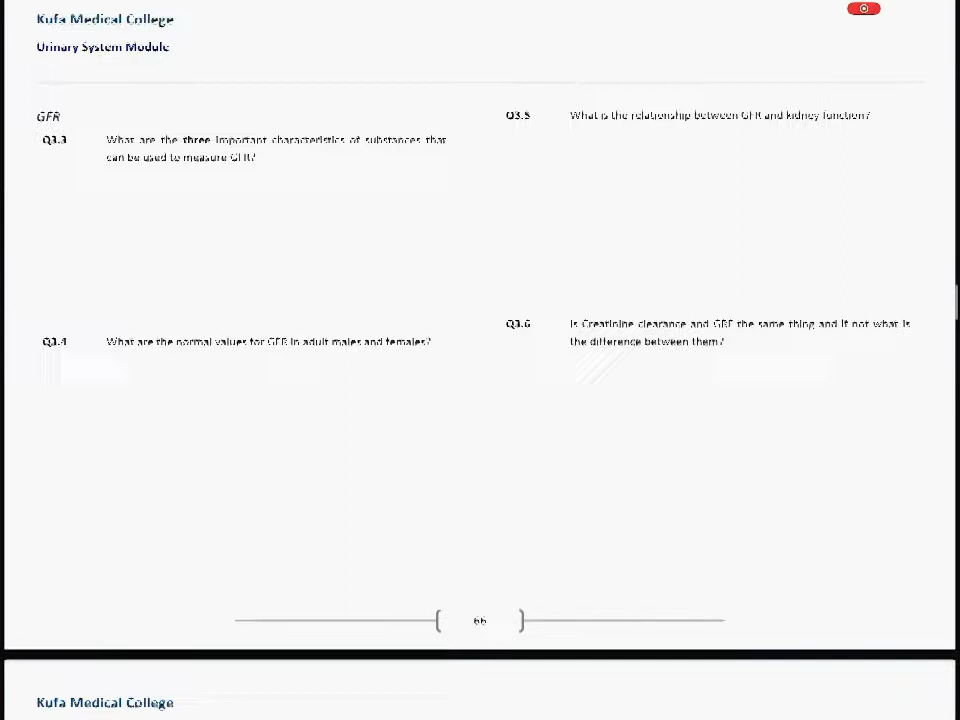 Kufa Medical College
Urinary System Module
GFR
Q3.3 What are the three important characteristics of substances that
can be used to measure GFR?
Q3.4 What are the normal values for GFR in adult males and females?
Q3.5 What is the relationship between GFR and kidney function?
Q3.6 Is Creatinine clearance and GRF the same thing and if not what is
the difference between them?
66
Kufa Medical College